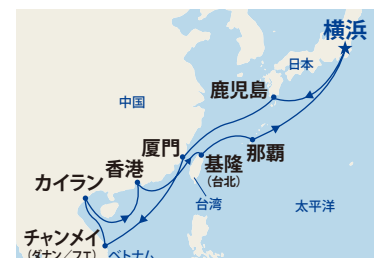 横浜
日本
鹿児島
中国
厦門
那覇
基隆
(台北)
香港
カイラン
台湾
太平洋
チャンメイ
(ダナン/フエ)
ベトナム